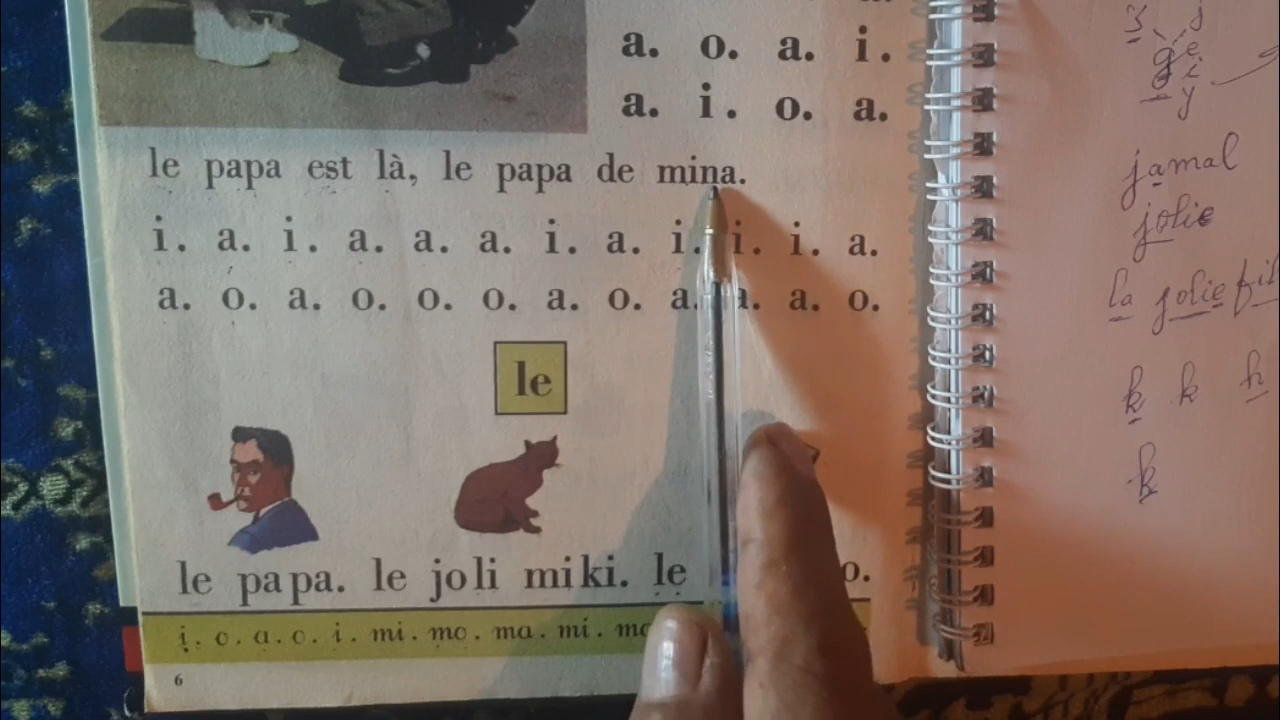 a. o. a. i.
a. i. o. a.
le papa est là, le papa de mina.
i. a. i. a. a. a. i. a. i. i. i. a.
a. o. a. o. o. o. a. o. a. a. a. o.
le
le papa. le joli miki. le
i. o. a. o. i. mi. mo. ma. mi.
6
jamal
jolie
la jolie
k k
k